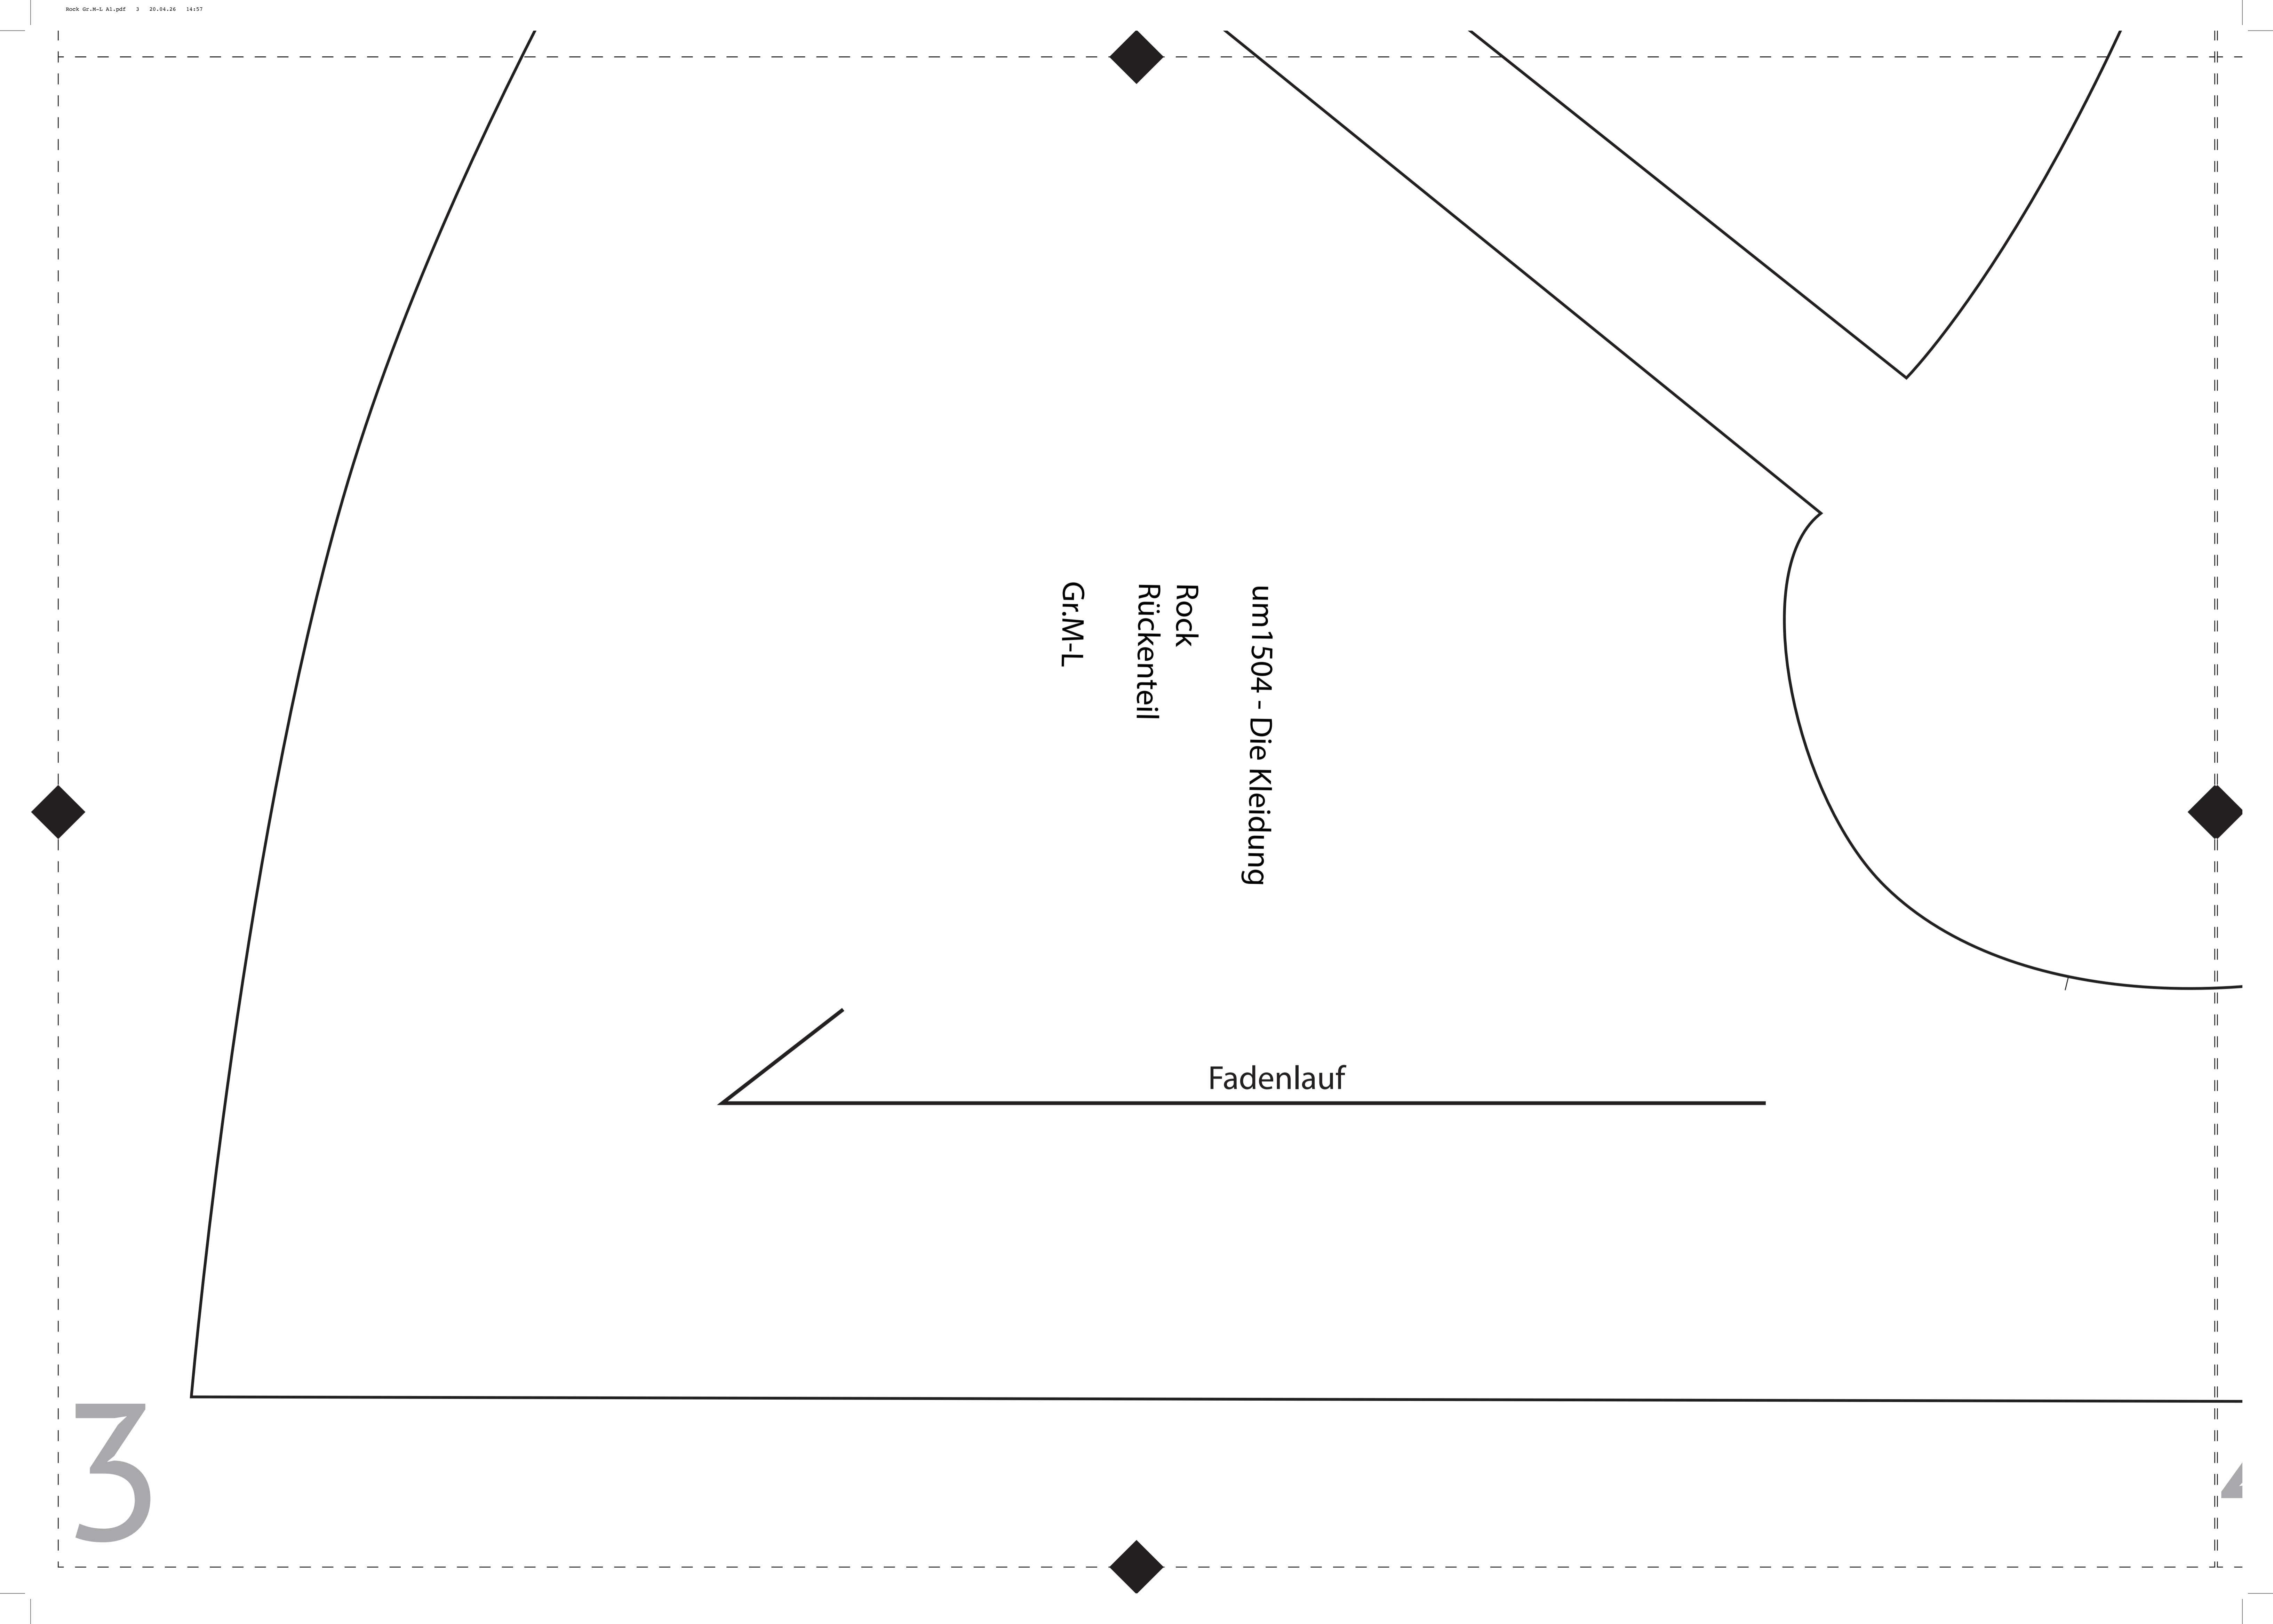 Rock Gr.M-L A1.pdf 3 20.04.26 14:57
um1504 - Die Kleidung
Rock
Rückenteil
Gr.M-L
Fadenlauf
3